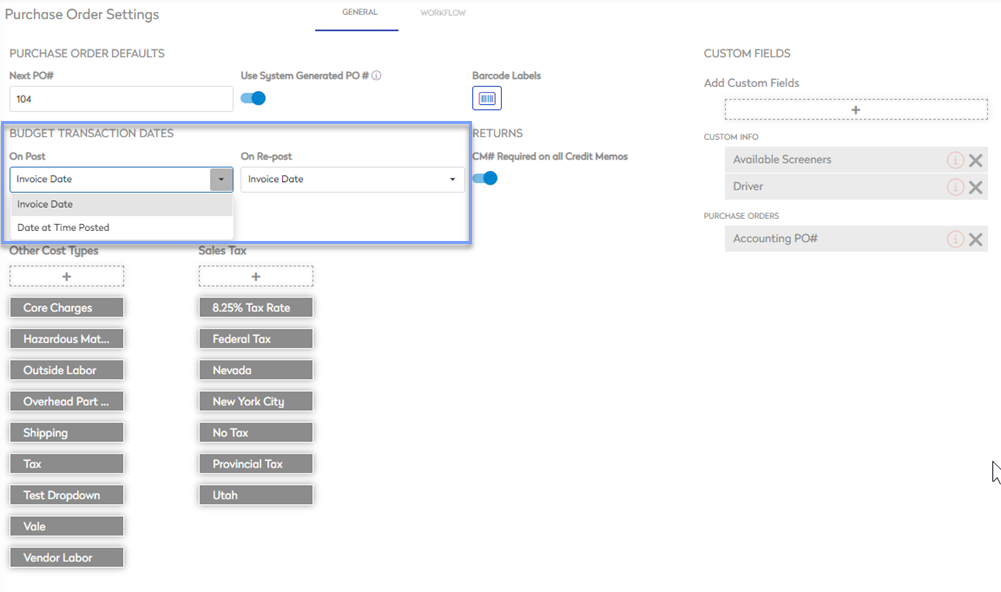 Purchase Order Settings
GENERAL
WORKFLOW
PURCHASE ORDER DEFAULTS
Next PO#
104
Use System Generated PO #
Barcode Labels
BUDGET TRANSACTION DATES
On Post
Invoice Date
Invoice Date
Date at Time Posted
On Re-post
Invoice Date
RETURNS
CM# Required on all Credit Memos
Other Cost Types
+
Core Charges
Hazardous Mat...
Outside Labor
Overhead Part ...
Shipping
Tax
Test Dropdown
Vale
Vendor Labor
Sales Tax
+
8.25% Tax Rate
Federal Tax
Nevada
New York City
No Tax
Provincial Tax
Utah
CUSTOM FIELDS
Add Custom Fields
+
CUSTOM INFO
Available Screeners
Driver
PURCHASE ORDERS
Accounting PO#